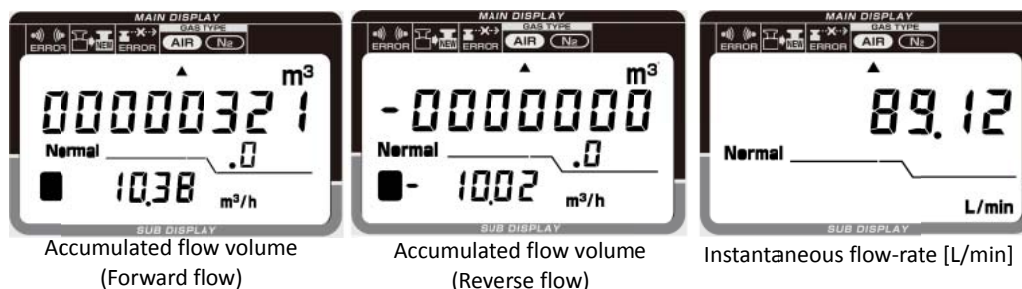 MAIN DISPLAY
GAS TYPE
ERROR NEW ERROR AIR N2
m³
00000321
Normal .0
10.38 m³/h
SUB DISPLAY
Accumulated flow volume
(Forward flow)
MAIN DISPLAY
GAS TYPE
ERROR NEW ERROR AIR N2
m³
-0000000
Normal .0
- 10.02 m³/h
SUB DISPLAY
Accumulated flow volume
(Reverse flow)
MAIN DISPLAY
GAS TYPE
ERROR NEW ERROR AIR N2
89.12
Normal
L/min
SUB DISPLAY
Instantaneous flow-rate [L/min]